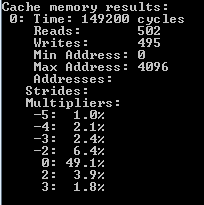 Cache memory results:
0: Time: 149200 cycles
Reads: 502
Writes: 495
Min Address: 0
Max Address: 4096
Addresses:
Strides:
Multipliers:
-5: 1.0%
-4: 2.1%
-3: 2.4%
-2: 6.4%
0: 49.1%
2: 3.9%
3: 1.8%